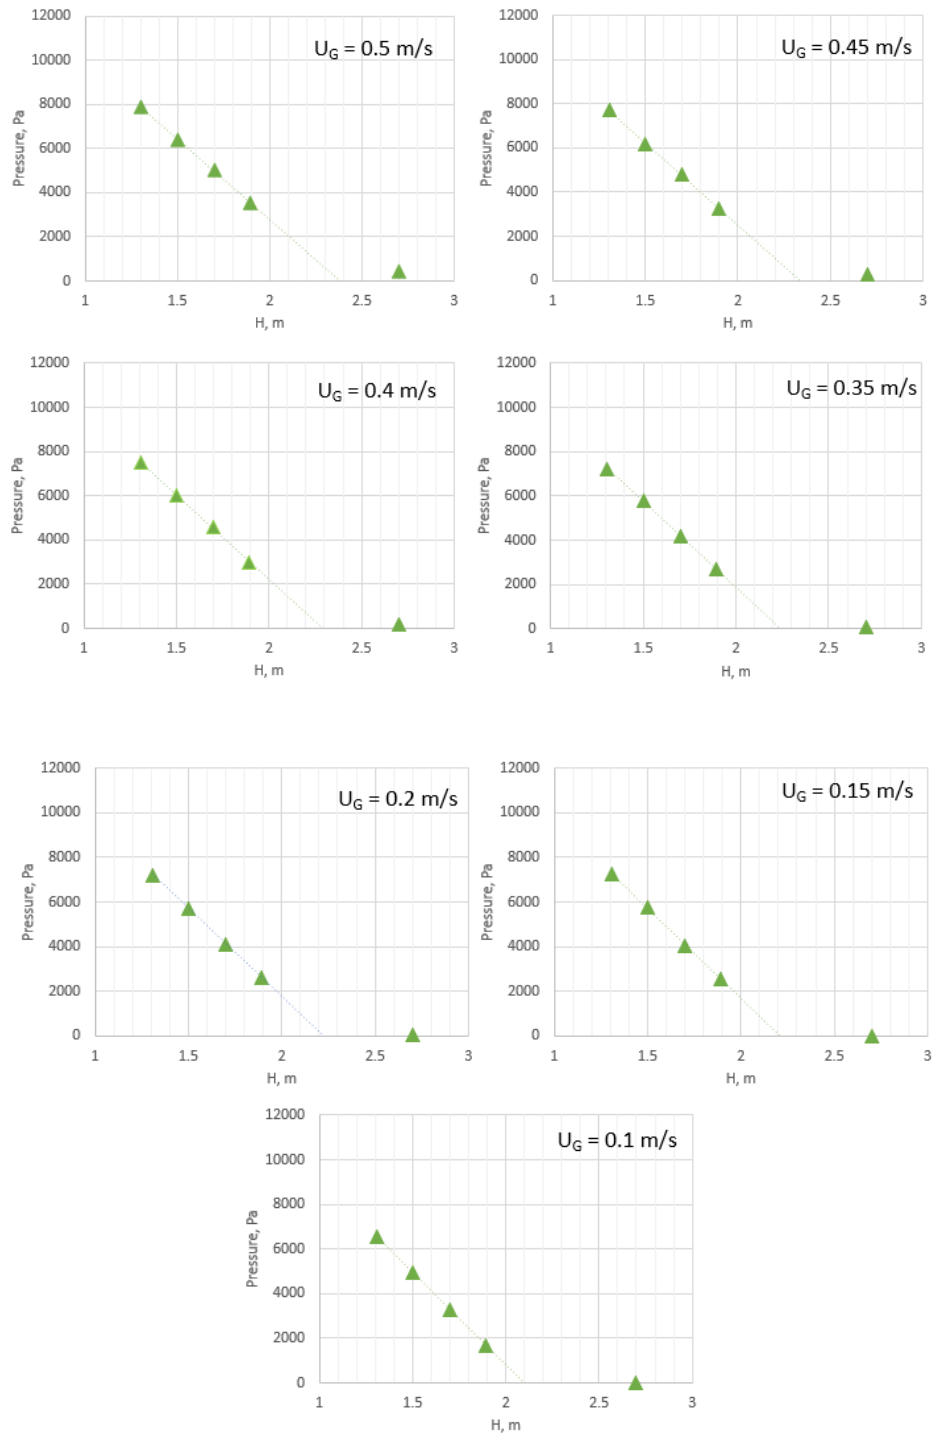 12000
10000
8000
6000
4000
2000
0
Pressure, Pa
U_G = 0.5 m/s
1 1.5 2 2.5 3
H, m
12000
10000
8000
6000
4000
2000
0
Pressure, Pa
U_G = 0.45 m/s
1 1.5 2 2.5 3
H, m
12000
10000
8000
6000
4000
2000
0
Pressure, Pa
U_G = 0.4 m/s
1 1.5 2 2.5 3
H, m
12000
10000
8000
6000
4000
2000
0
Pressure, Pa
U_G = 0.35 m/s
1 1.5 2 2.5 3
H, m
12000
10000
8000
6000
4000
2000
0
Pressure, Pa
U_G = 0.2 m/s
1 1.5 2 2.5 3
H, m
12000
10000
8000
6000
4000
2000
0
Pressure, Pa
U_G = 0.15 m/s
1 1.5 2 2.5 3
H, m
12000
10000
8000
6000
4000
2000
0
Pressure, Pa
U_G = 0.1 m/s
1 1.5 2 2.5 3
H, m